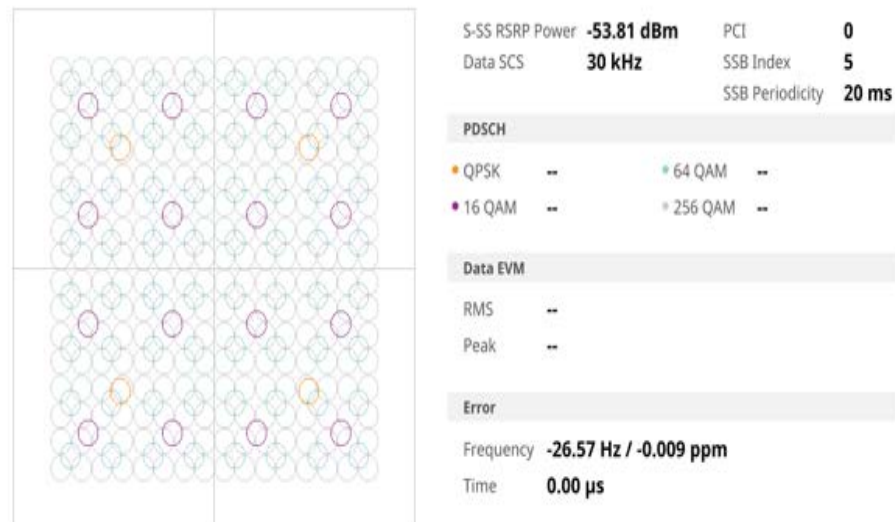 S-SS RSRP Power -53.81 dBm PCI 0
Data SCS 30 kHz SSB Index 5
SSB Periodicity 20 ms
PDSCH
QPSK -- 64 QAM --
16 QAM -- 256 QAM --
Data EVM
RMS --
Peak --
Error
Frequency -26.57 Hz / -0.009 ppm
Time 0.00 µs